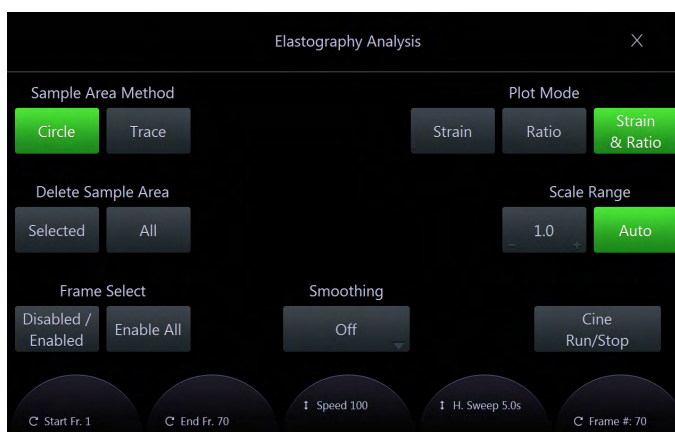 Elastography Analysis X
Sample Area Method
Plot Mode
Circle
Trace
Strain
Ratio
Strain
& Ratio
Delete Sample Area
Scale Range
Selected
All
- 1.0 +
Auto
Frame Select
Smoothing
Disabled /
Enabled
Enable All
Off
Cine
Run/Stop
Start Fr. 1
End Fr. 70
Speed 100
H. Sweep 5.0s
Frame #: 70